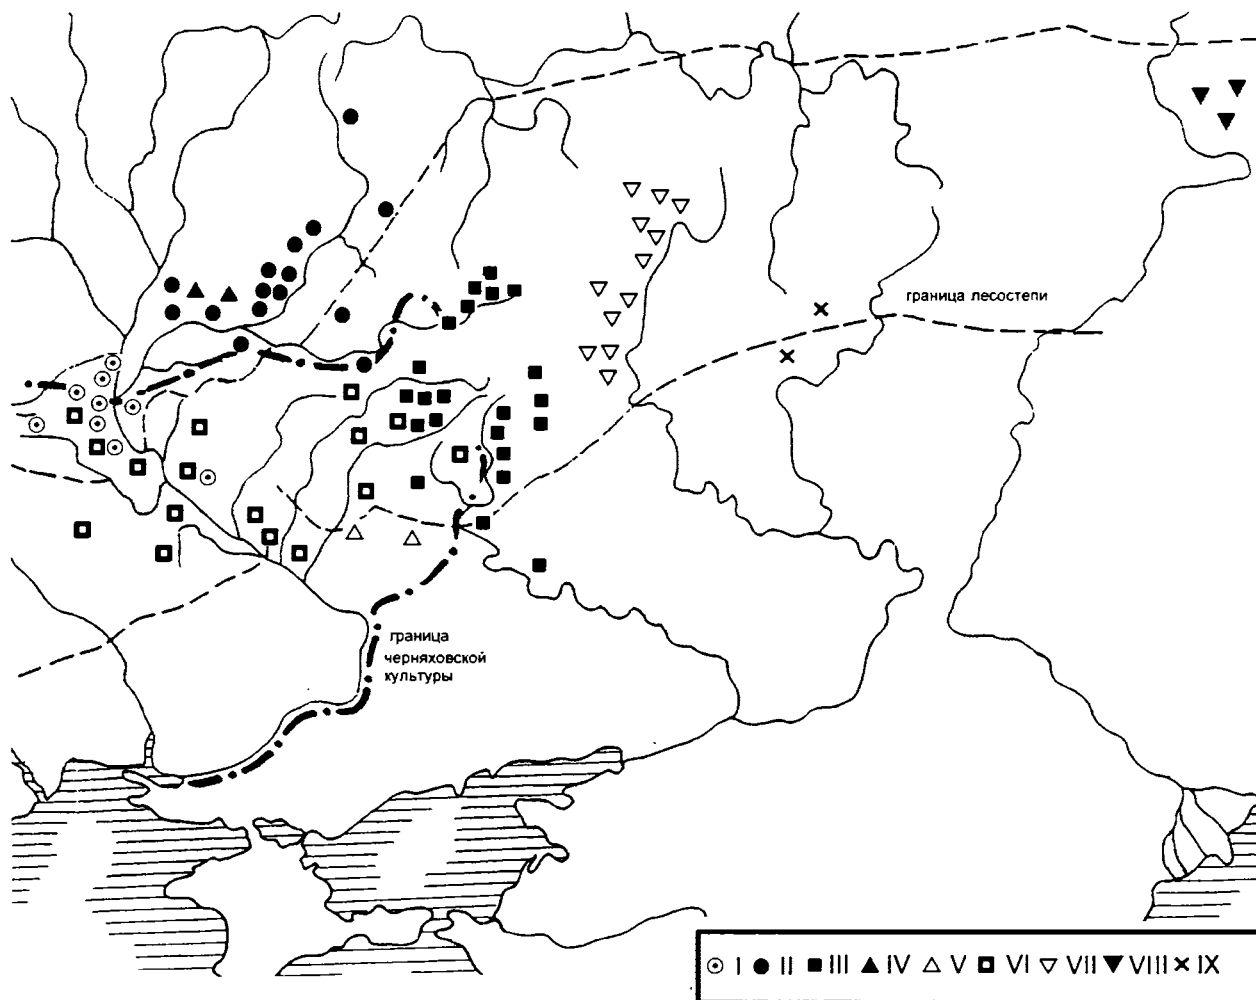 граница лесостепи
граница
черняховской
культуры
I II III IV V VI VII VIII IX